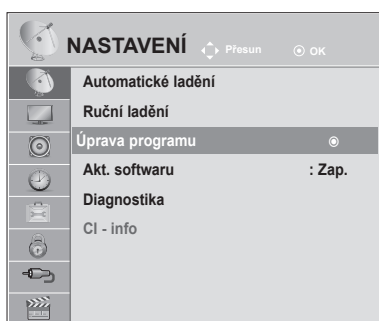 NASTAVENÍ Přesun OK
Automatické ladění
Ruční ladění
Úprava programu
Akt. softwaru : Zap.
Diagnostika
CI - info